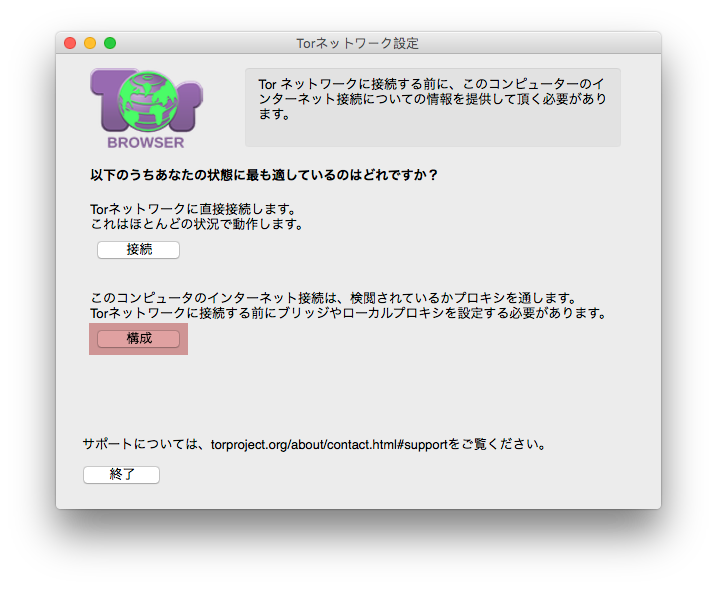 Torネットワーク設定
Tor
BROWSER
Tor ネットワークに接続する前に、このコンピューターのイ
ンターネット接続についての情報を提供して頂く必要があり
ます。
以下のうちあなたの状態に最も適しているのはどれですか？
Torネットワークに直接接続します。
これはほとんどの状況で動作します。
接続
このコンピュータのインターネット接続は、検閲されているかプロキシを通します。
Torネットワークに接続する前にブリッジやローカルプロキシを設定する必要があります。
構成
サポートについては、torproject.org/about/contact.html#supportをご覧ください。
終了